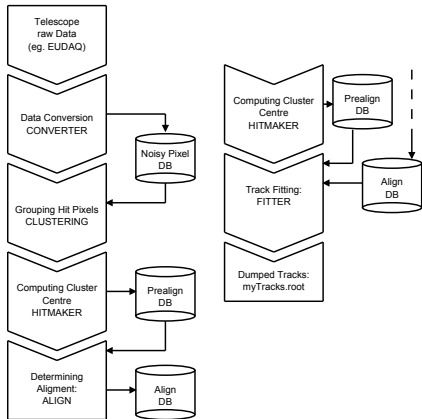 Telescope
raw Data
(eg. EUDAQ)
Data Conversion
CONVERTER
Noisy Pixel
DB
Grouping Hit Pixels
CLUSTERING
Computing Cluster
Centre
HITMAKER
Prealign
DB
Determining
Aligment:
ALIGN
Align
DB
Computing Cluster
Centre
HITMAKER
Prealign
DB
Track Fitting:
FITTER
Align
DB
Dumped Tracks:
myTracks.root